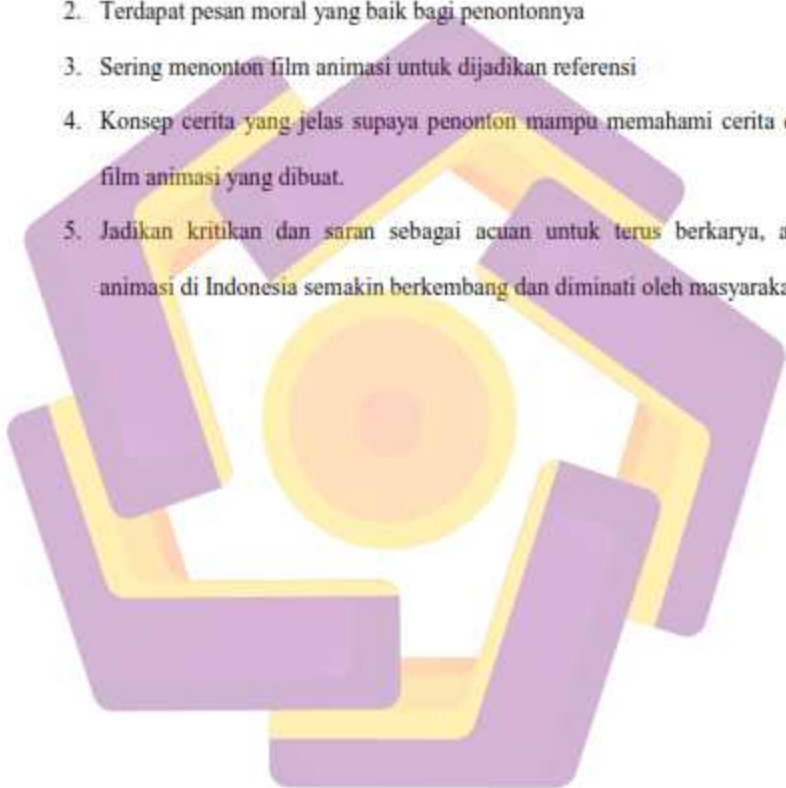 2. Terdapat pesan moral yang baik bagi penontonnya
3. Sering menonton film animasi untuk dijadikan referensi
4. Konsep cerita yang jelas supaya penonton mampu memahami cerita
film animasi yang dibuat.
5. Jadikan kritikan dan saran sebagai acuan untuk terus berkarya,
animasi di Indonesia semakin berkembang dan diminati oleh